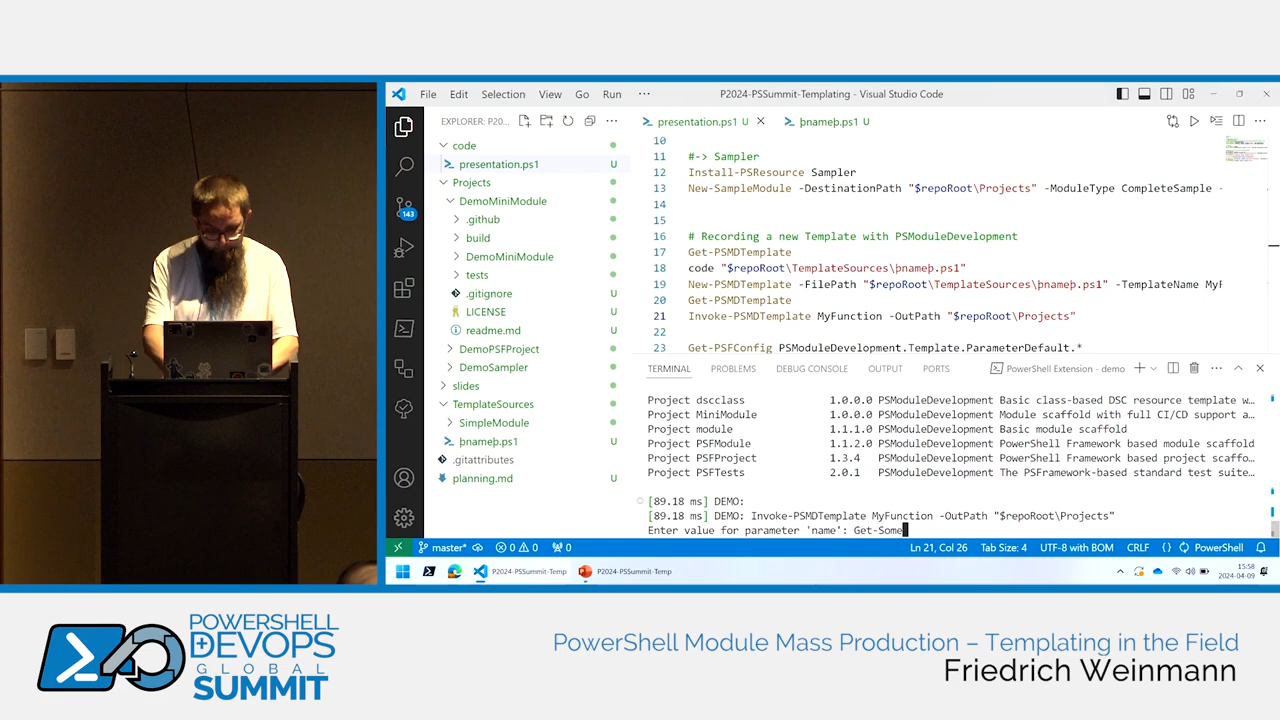 File Edit Selection View Go Run ··· P2024-PSSummit-Templating - Visual Studio Code
EXPLORER: P20... ···
presentation.ps1 U
þnameþ.ps1 U
code
presentation.ps1 U
Projects
DemoMiniModule
.github
build
DemoMiniModule
tests
.gitignore U
LICENSE U
readme.md U
DemoPSFProject
DemoSampler
slides
TemplateSources
SimpleModule
þnameþ.ps1 U
.gitattributes
planning.md U
143
10
11 #-> Sampler
12 Install-PSResource Sampler
13 New-SampleModule -DestinationPath "$repoRoot\Projects" -ModuleType CompleteSample -
14
15
16 # Recording a new Template with PSModuleDevelopment
17 Get-PSMDTemplate
18 code "$repoRoot\TemplateSources\þnameþ.ps1"
19 New-PSMDTemplate -FilePath "$repoRoot\TemplateSources\þnameþ.ps1" -TemplateName MyF
20 Get-PSMDTemplate
21 Invoke-PSMDTemplate MyFunction -OutPath "$repoRoot\Projects"
22
23 Get-PSFConfig PSModuleDevelopment.Template.ParameterDefault.*
TERMINAL PROBLEMS DEBUG CONSOLE OUTPUT PORTS PowerShell Extension - demo
Project dscclass 1.0.0.0 PSModuleDevelopment Basic class-based DSC resource template w...
Project MiniModule 1.0.0.0 PSModuleDevelopment Module scaffold with full CI/CD support a...
Project module 1.1.1.0 PSModuleDevelopment Basic module scaffold
Project PSFModule 1.1.2.0 PSModuleDevelopment PowerShell Framework based module scaffold
Project PSFProject 1.3.4 PSModuleDevelopment PowerShell Framework based project scaffo...
Project PSFTests 2.0.1 PSModuleDevelopment The PSFramework-based standard test suite...
[89.18 ms] DEMO:
[89.18 ms] DEMO: Invoke-PSMDTemplate MyFunction -OutPath "$repoRoot\Projects"
Enter value for parameter 'name': Get-Some
master* 0 0 0 Ln 21, Col 26 Tab Size: 4 UTF-8 with BOM CRLF {} PowerShell
P2024-PSSummit-Temp P2024-PSSummit-Temp 15:58
2024-04-09
POWERSHELL
DEVOPS
GLOBAL
SUMMIT
PowerShell Module Mass Production – Templating in the Field
Friedrich Weinmann